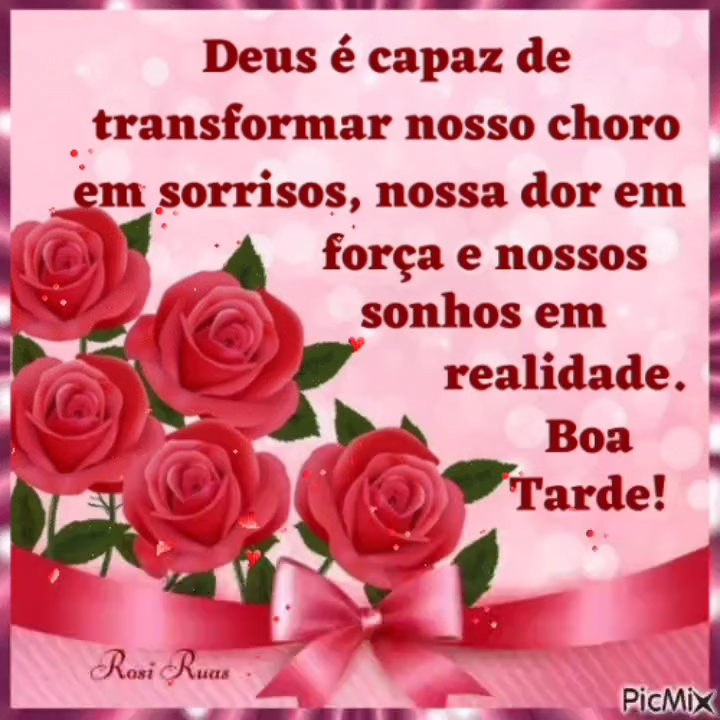 Deus é capaz de
transformar nosso choro
em sorrisos, nossa dor em
força e nossos
sonhos em
realidade.
Boa
Tarde!
Rosi Ruas
PicMix